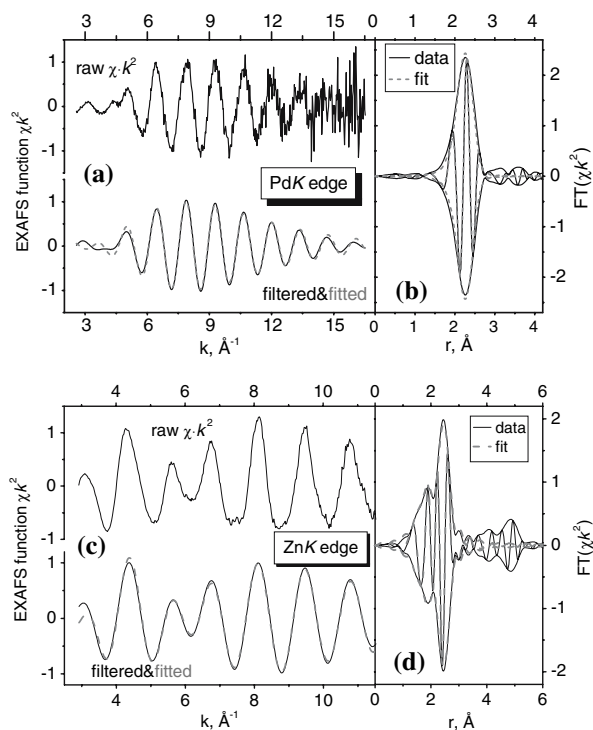 3 6 9 12 15 0 1 2 3 4
raw χ·k²
1
0
-1
(a)
PdK edge
1
0
-1
filtered&fitted
EXAFS function χk²
3 6 9 12 15
k, Å⁻¹
data
fit
2
1
0
-1
-2
FT(χk²)
(b)
0 1 2 3 4
r, Å
4 6 8 10 0 2 4 6
raw χ·k²
1
0
-1
(c)
ZnK edge
1
0
-1
filtered&fitted
EXAFS function χk²
4 6 8 10
k, Å⁻¹
data
fit
2
1
0
-1
-2
FT(χk²)
(d)
0 1 2 3 4 5 6
r, Å